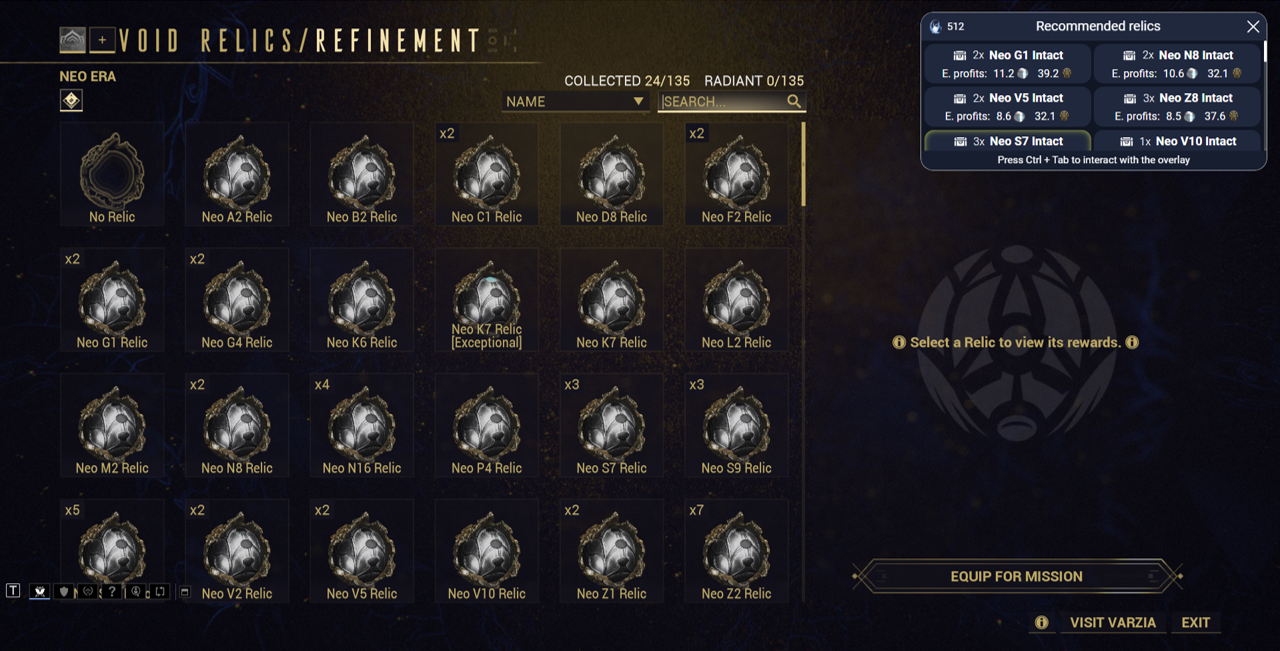 VOID RELICS/REFINEMENT
NEO ERA
COLLECTED 24/135 RADIANT 0/135
NAME
SEARCH...
No Relic
Neo A2 Relic
Neo B2 Relic
x2
Neo C1 Relic
Neo D8 Relic
x2
Neo F2 Relic
x2
Neo G1 Relic
x2
Neo G4 Relic
Neo K6 Relic
Neo K7 Relic
[Exceptional]
Neo K7 Relic
Neo L2 Relic
Neo M2 Relic
x2
Neo N8 Relic
x4
Neo N16 Relic
Neo P4 Relic
x3
Neo S7 Relic
x3
Neo S9 Relic
x5
x2
Neo V2 Relic
x2
Neo V5 Relic
Neo V10 Relic
x2
Neo Z1 Relic
x7
Neo Z2 Relic
T
?
512
Recommended relics
2x Neo G1 Intact
E. profits: 11.2 39.2
2x Neo N8 Intact
E. profits: 10.6 32.1
2x Neo V5 Intact
E. profits: 8.6 32.1
3x Neo Z8 Intact
E. profits: 8.5 37.6
3x Neo S7 Intact
1x Neo V10 Intact
Press Ctrl + Tab to interact with the overlay
Select a Relic to view its rewards.
EQUIP FOR MISSION
VISIT VARZIA
EXIT